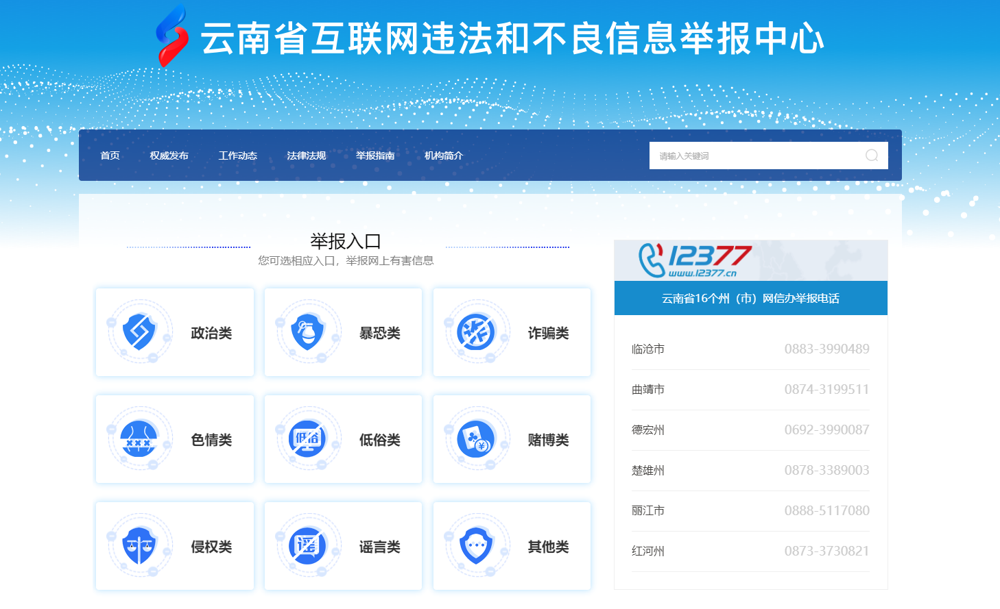 云南省互联网违法和不良信息举报中心
首页 权威发布 工作动态 法律法规 举报指南 机构简介 请输入关键词
举报入口
您可选相应入口，举报网上有害信息
政治类 暴恐类 诈 诈骗类
色情类 低俗 低俗类 ¥ 赌博类
侵权类 谣 谣言类 其他类
12377
www.12377.cn
云南省16个州（市）网信办举报电话
临沧市 0883-3990489
曲靖市 0874-3199511
德宏州 0692-3990087
楚雄州 0878-3389003
丽江市 0888-5117080
红河州 0873-3730821